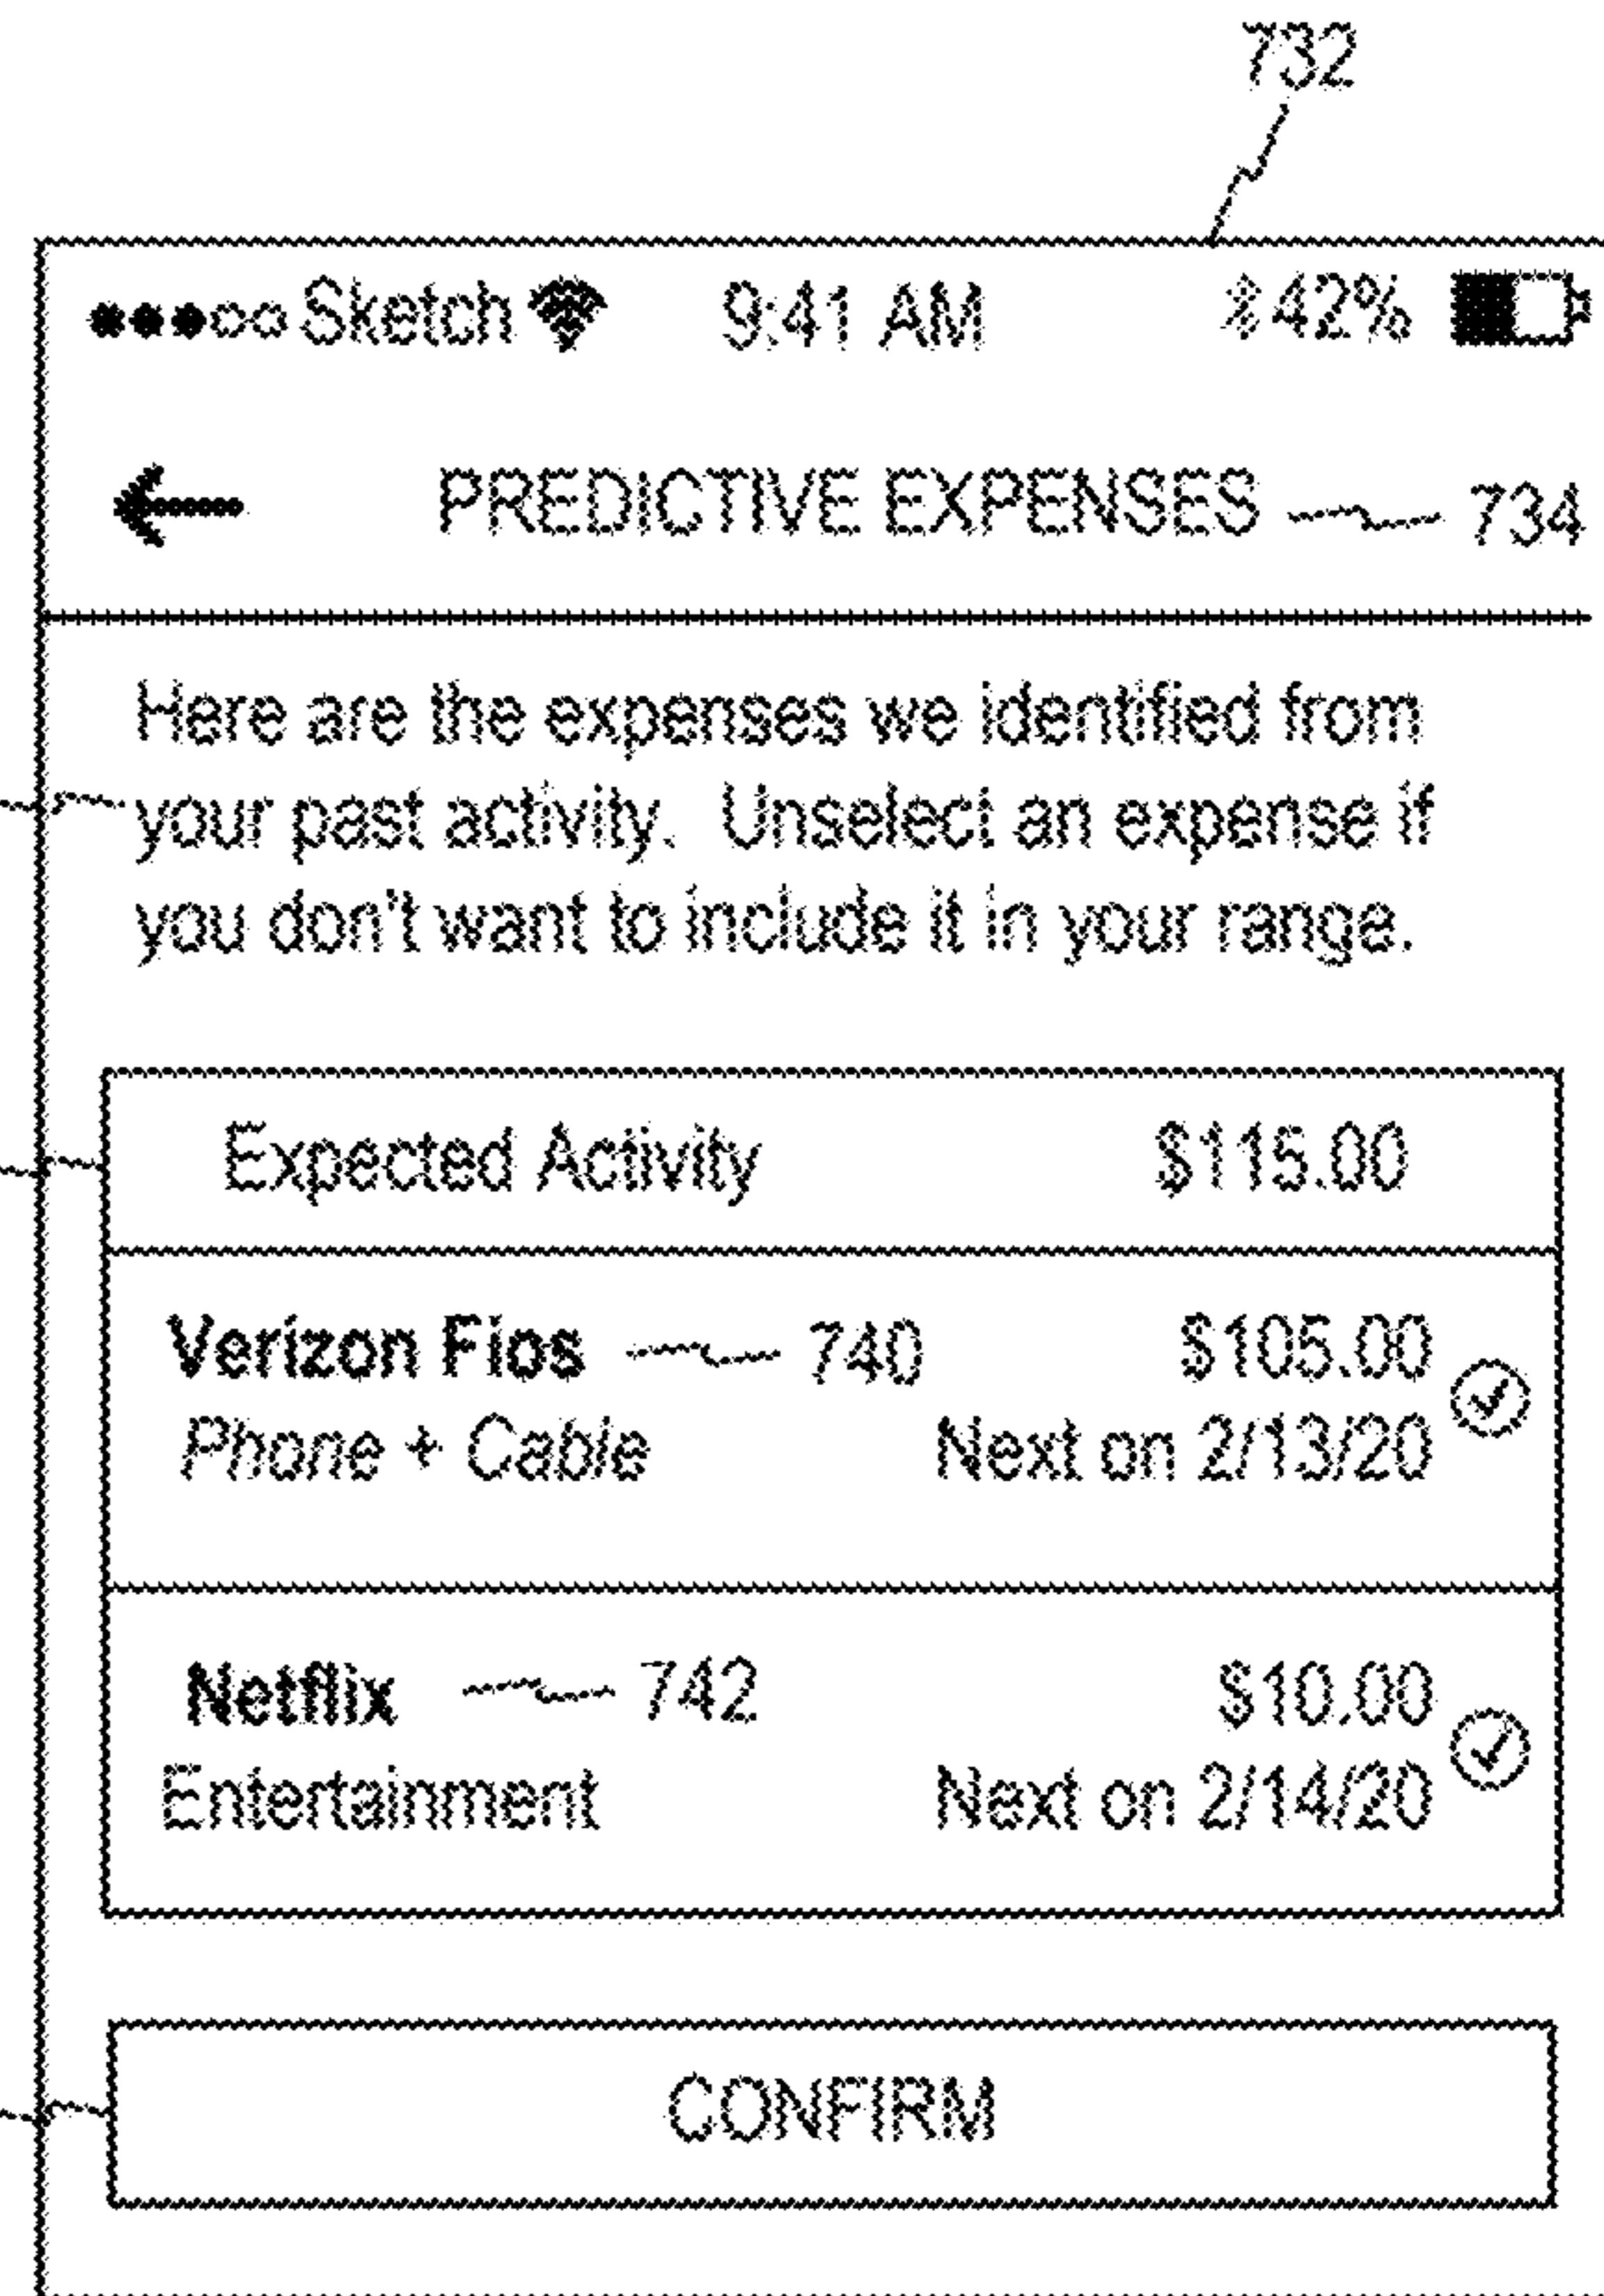 732
Sketch 9:41 AM 42%
PREDICTIVE EXPENSES 734
Here are the expenses we identified from
your past activity. Unselect an expense if
you don't want to include it in your range.
Expected Activity $115.00
Verizon Fios 740 $105.00
Phone + Cable Next on 2/13/20
Netflix 742 $10.00
Entertainment Next on 2/14/20
CONFIRM